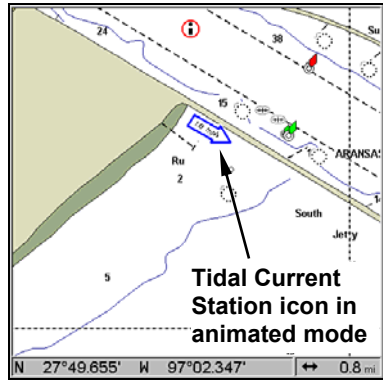 24
Su
38
15
ARANSAS
Ru
2
South
Jetty
5
Tidal Current
Station icon in
animated mode
N 27°49.655' W 97°02.347' ↔ 0.8 mi